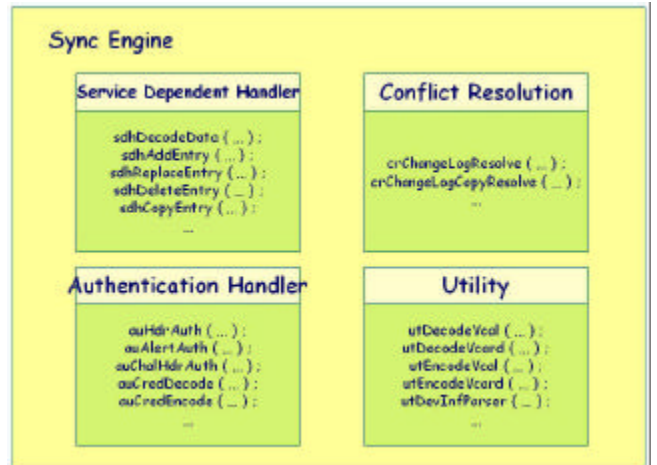 Sync Engine
Service Dependent Handler
sdhDecodeData ( ... ) ;
sdhAddEntry ( ... ) ;
sdhReplaceEntry ( ... ) ;
sdhDeleteEntry ( ... ) ;
sdhCopyEntry ( ... ) ;
...
Conflict Resolution
crChangeLogResolve ( ... ) ;
crChangeLogCopyResolve ( ... ) ;
...
Authentication Handler
auHdrAuth ( ... ) ;
auAlertAuth ( ... ) ;
auChalHdrAuth ( ... ) ;
auCredDecode ( ... ) ;
auCredEncode ( ... ) ;
...
Utility
utDecodeVcal ( ... ) ;
utDecodeVcard ( ... ) ;
utEncodeVcal ( ... ) ;
utEncodeVcard ( ... ) ;
utDevInfParser ( ... ) ;
...